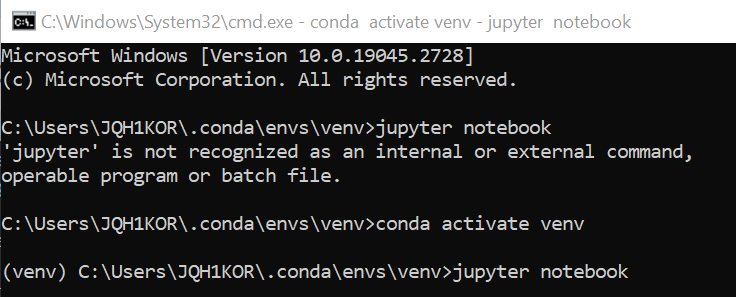 C:\Windows\System32\cmd.exe - conda  activate venv - jupyter  notebook
Microsoft Windows [Version 10.0.19045.2728]
(c) Microsoft Corporation. All rights reserved.
C:\Users\JQH1KOR\.conda\envs\venv>jupyter notebook
'jupyter' is not recognized as an internal or external command,
operable program or batch file.
C:\Users\JQH1KOR\.conda\envs\venv>conda activate venv
(venv) C:\Users\JQH1KOR\.conda\envs\venv>jupyter notebook